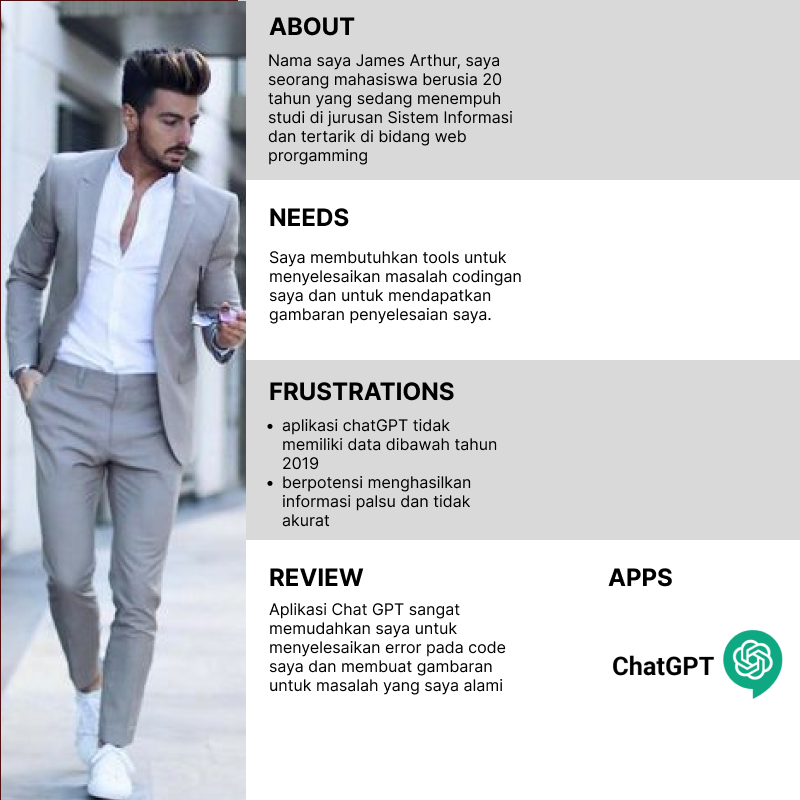 ABOUT
Nama saya James Arthur, saya
seorang mahasiswa berusia 20
tahun yang sedang menempuh
studi di jurusan Sistem Informasi
dan tertarik di bidang web
prorgamming
NEEDS
Saya membutuhkan tools untuk
menyelesaikan masalah codingan
saya dan untuk mendapatkan
gambaran penyelesaian saya.
FRUSTRATIONS
• aplikasi chatGPT tidak
memiliki data dibawah tahun
2019
• berpotensi menghasilkan
informasi palsu dan tidak
akurat
REVIEW
Aplikasi Chat GPT sangat
memudahkan saya untuk
menyelesaikan error pada code
saya dan membuat gambaran
untuk masalah yang saya alami
APPS
ChatGPT